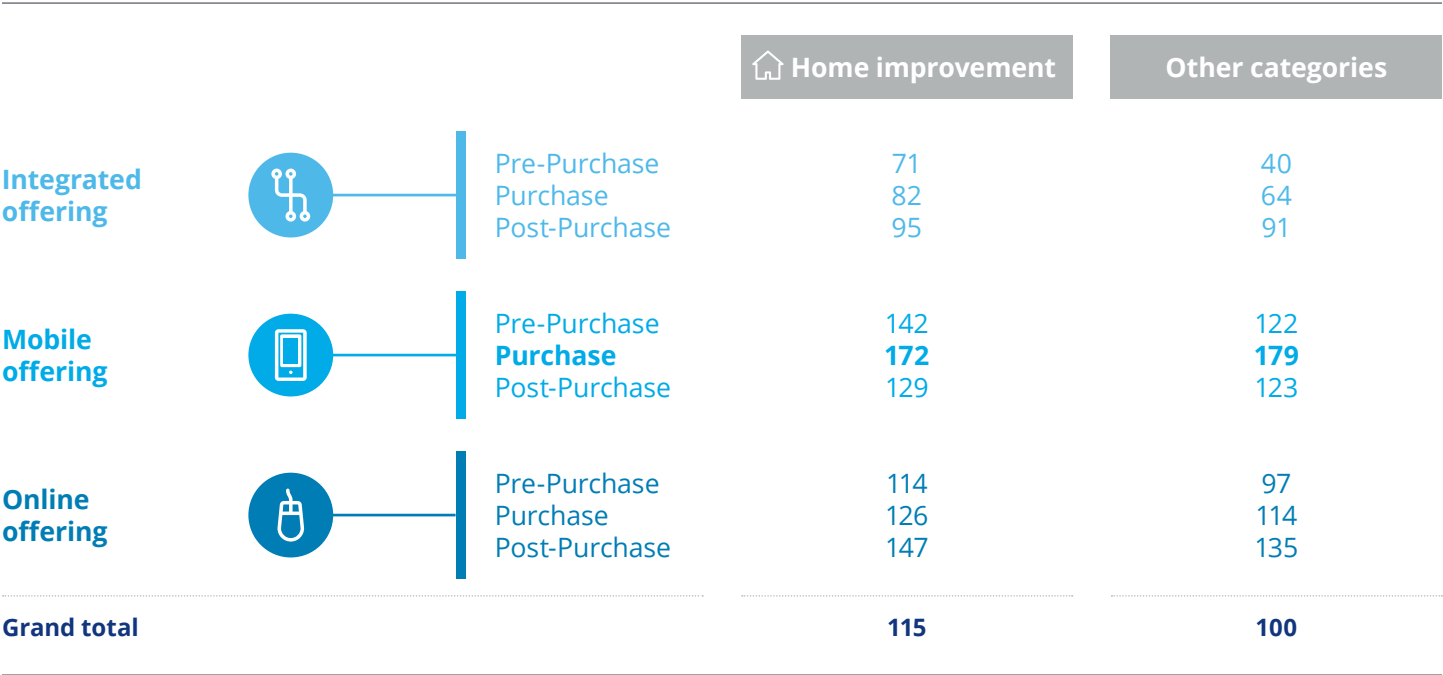 Home improvement Other categories
Integrated offering
Pre-Purchase 71 40
Purchase 82 64
Post-Purchase 95 91
Mobile offering
Pre-Purchase 142 122
Purchase 172 179
Post-Purchase 129 123
Online offering
Pre-Purchase 114 97
Purchase 126 114
Post-Purchase 147 135
Grand total 115 100